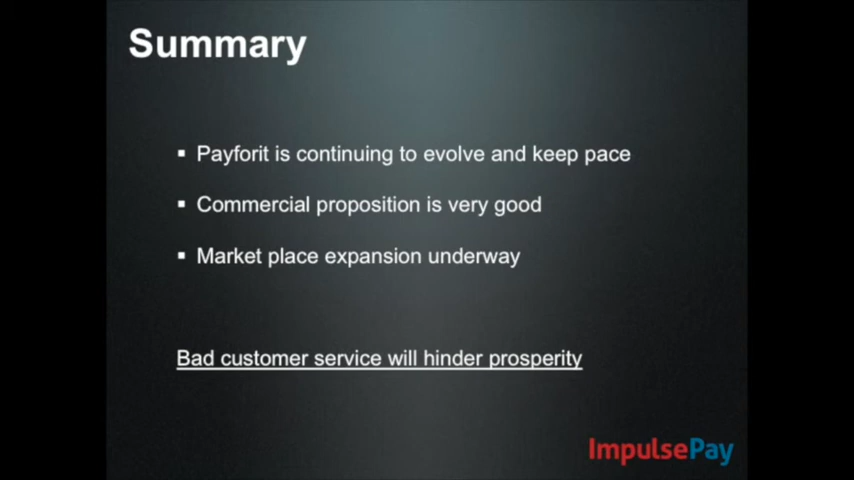 Summary
▪ Payforit is continuing to evolve and keep pace
▪ Commercial proposition is very good
▪ Market place expansion underway
Bad customer service will hinder prosperity
ImpulsePay